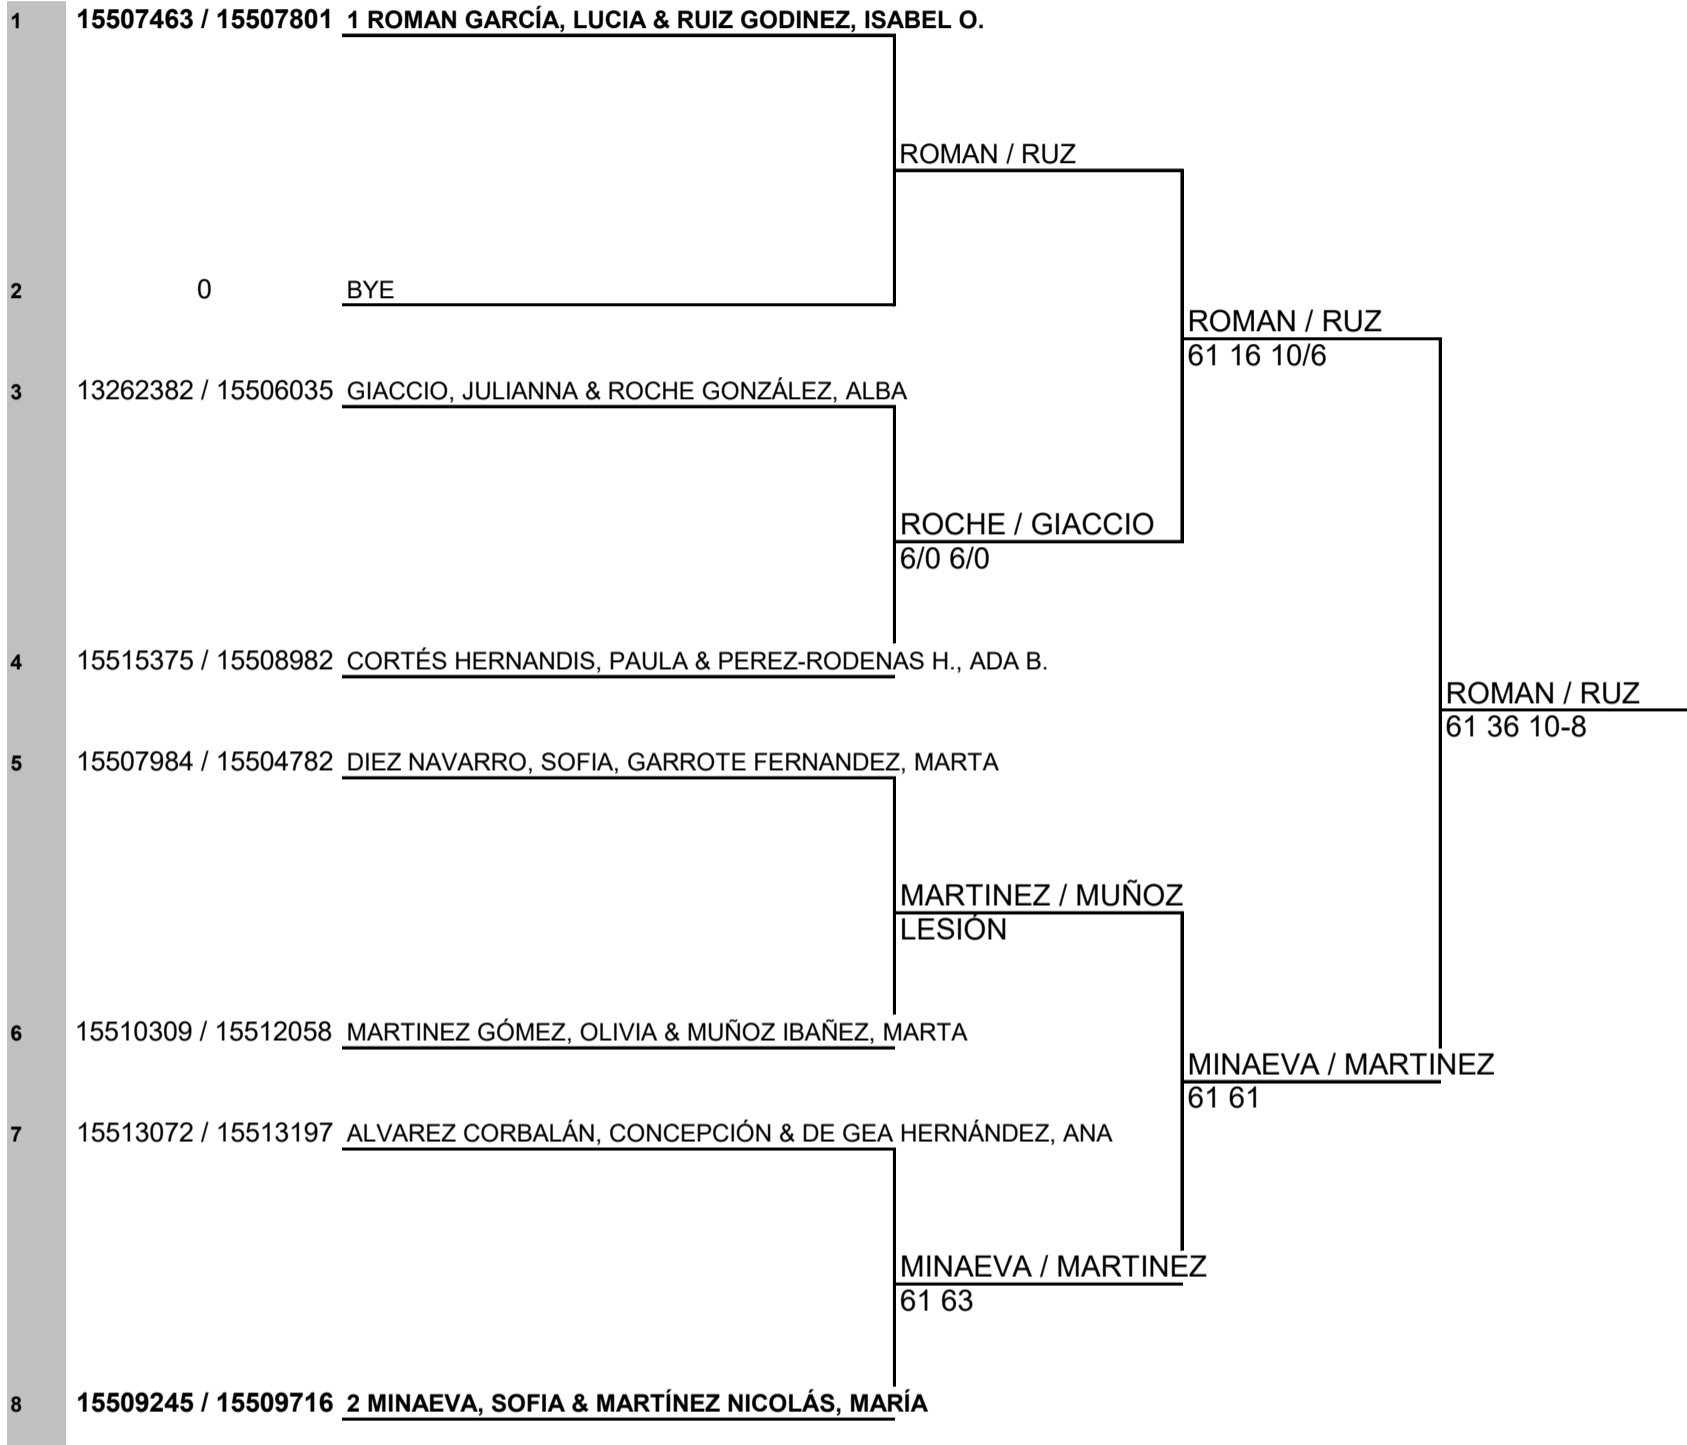 1 15507463 / 15507801 1 ROMAN GARCÍA, LUCIA & RUIZ GODINEZ, ISABEL O.
ROMAN / RUZ
2 0 BYE
ROMAN / RUZ
61 16 10/6
3 13262382 / 15506035 GIACCIO, JULIANNA & ROCHE GONZÁLEZ, ALBA
ROCHE / GIACCIO
6/0 6/0
4 15515375 / 15508982 CORTÉS HERNANDIS, PAULA & PEREZ-RODENAS H., ADA B.
ROMAN / RUZ
61 36 10-8
5 15507984 / 15504782 DIEZ NAVARRO, SOFIA, GARROTE FERNANDEZ, MARTA
MARTINEZ / MUÑOZ
LESIÓN
6 15510309 / 15512058 MARTINEZ GÓMEZ, OLIVIA & MUÑOZ IBAÑEZ, MARTA
MINAEVA / MARTINEZ
61 61
7 15513072 / 15513197 ALVAREZ CORBALÁN, CONCEPCIÓN & DE GEA HERNÁNDEZ, ANA
MINAEVA / MARTINEZ
61 63
8 15509245 / 15509716 2 MINAEVA, SOFIA & MARTÍNEZ NICOLÁS, MARÍA